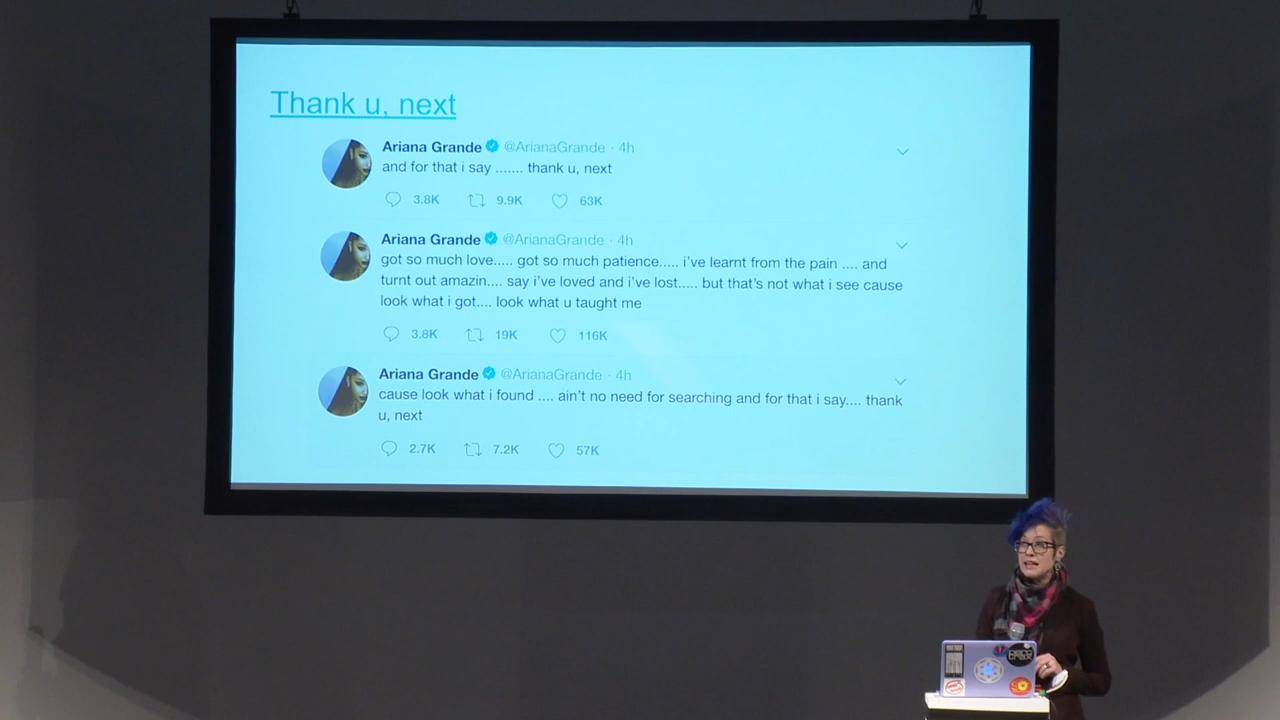 Thank u, next
Ariana Grande @ArianaGrande · 4h
and for that i say ....... thank u, next
3.8K 9.9K 63K
Ariana Grande @ArianaGrande · 4h
got so much love..... got so much patience..... i've learnt from the pain .... and
turnt out amazin.... say i've loved and i've lost..... but that's not what i see cause
look what i got.... look what u taught me
3.8K 19K 116K
Ariana Grande @ArianaGrande · 4h
cause look what i found .... ain't no need for searching and for that i say.... thank
u, next
2.7K 7.2K 57K